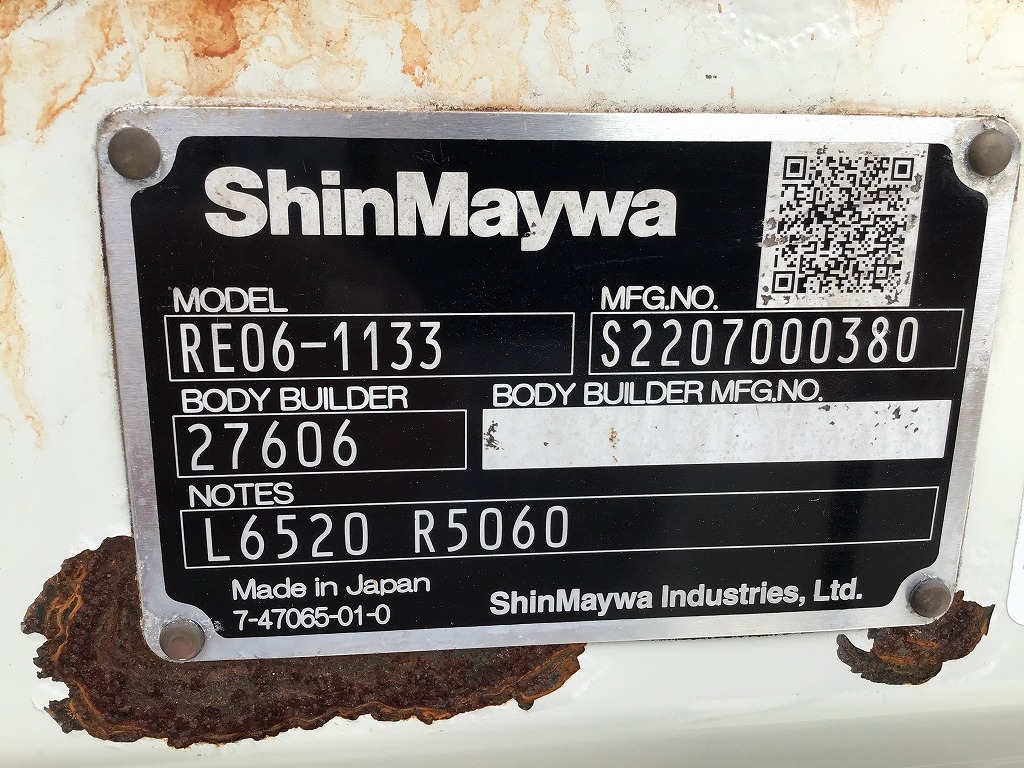 ShinMaywa
MODEL
MFG.NO.
RE06-1133
S2207000380
BODY BUILDER
BODY BUILDER MFG.NO.
27606
NOTES
L6520 R5060
Made in Japan
7-47065-01-0
ShinMaywa Industries, Ltd.